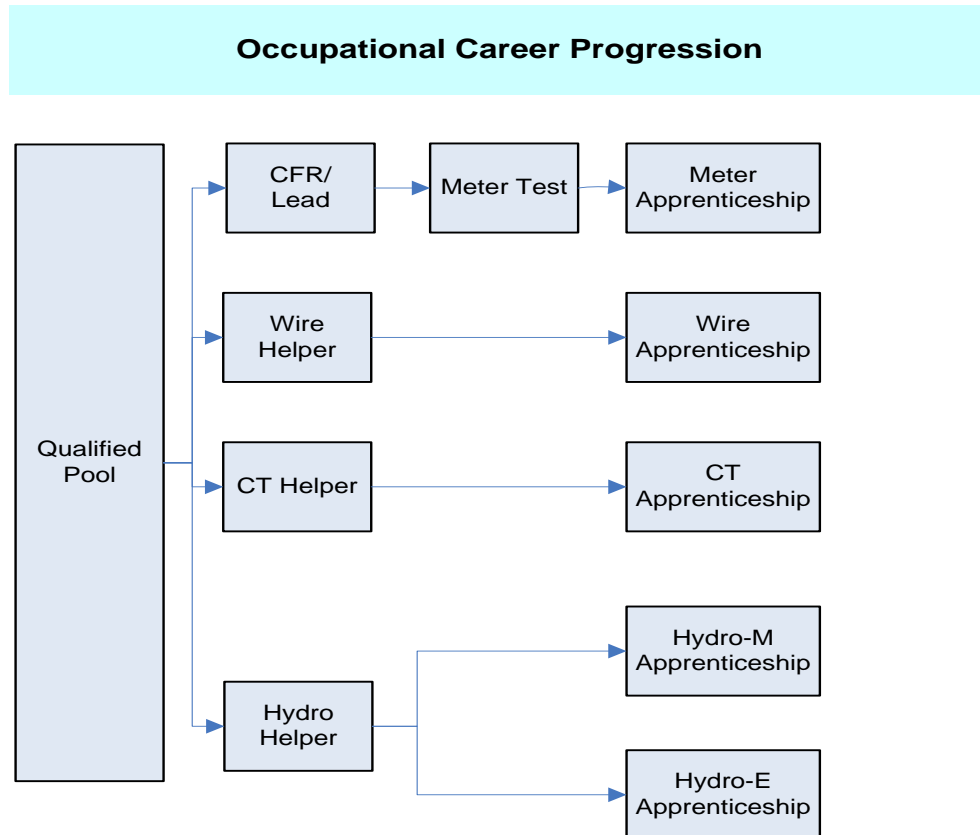 Occupational Career Progression
CFR/
Lead
Meter Test
Meter
Apprenticeship
Wire
Helper
Wire
Apprenticeship
Qualified
Pool
CT Helper
CT
Apprenticeship
Hydro
Helper
Hydro-M
Apprenticeship
Hydro-E
Apprenticeship